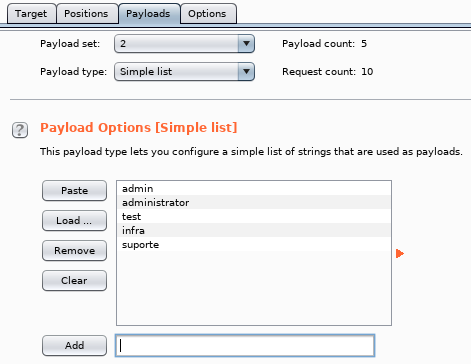 Target Positions Payloads Options
Payload set: 2 Payload count: 5
Payload type: Simple list Request count: 10
? Payload Options [Simple list]
This payload type lets you configure a simple list of strings that are used as payloads.
Paste
Load ...
Remove
Clear
admin
administrator
test
infra
suporte
Add